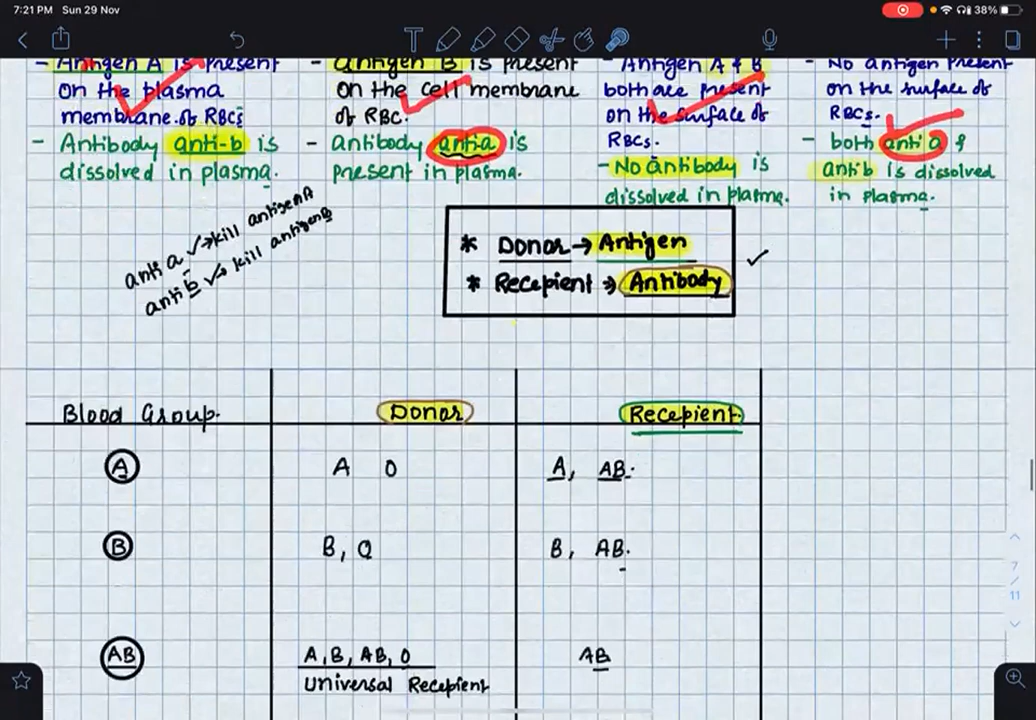 7:21 PM Sun 29 Nov
38%
- Antigen A is present
on the plasma
membrane of RBCs
- Antibody anti-b is
dissolved in plasma.
- Antigen B is present
on the cell membrane
of RBC.
- Antibody anti-a is
present in plasma.
- Antigen A & B
both are present
on the surface of
RBCs.
- No antibody is
dissolved in plasma.
- No antigen present
on the surface of
RBCs.
- both anti a &
anti b is dissolved
in plasma.
anti a → kill antigen A
anti b → kill antigen B
* Donor → Antigen
* Recepient → Antibody
Blood Group. Donor Recepient
A A O A, AB.
B B, O B, AB.
AB A, B, AB, O AB
Universal Recepient
7
/
11